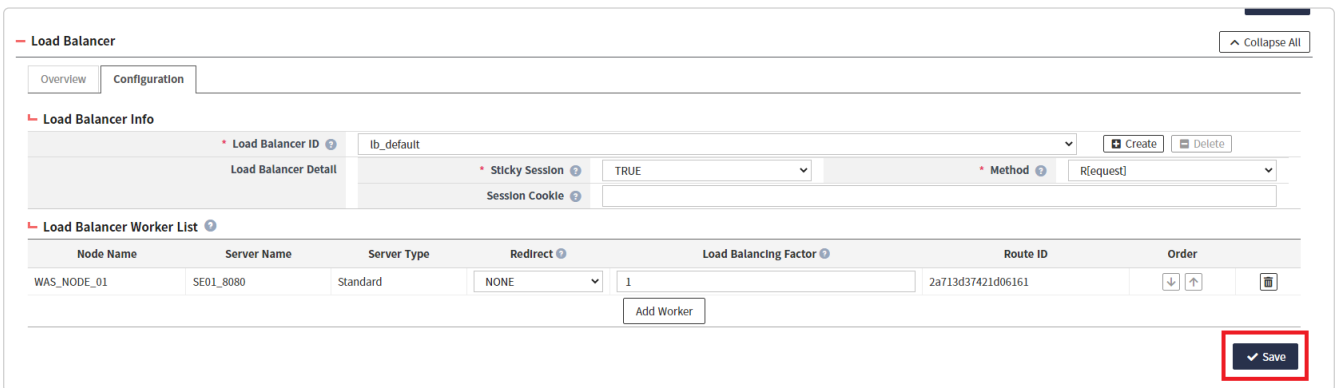 Load Balancer
Collapse All
Overview Configuration
Load Balancer Info
* Load Balancer ID lb_default Create Delete
Load Balancer Detail * Sticky Session TRUE * Method R[equest]
Session Cookie
Load Balancer Worker List
Node Name Server Name Server Type Redirect Load Balancing Factor Route ID Order
WAS_NODE_01 SE01_8080 Standard NONE 1 2a713d37421d06161
Add Worker
Save